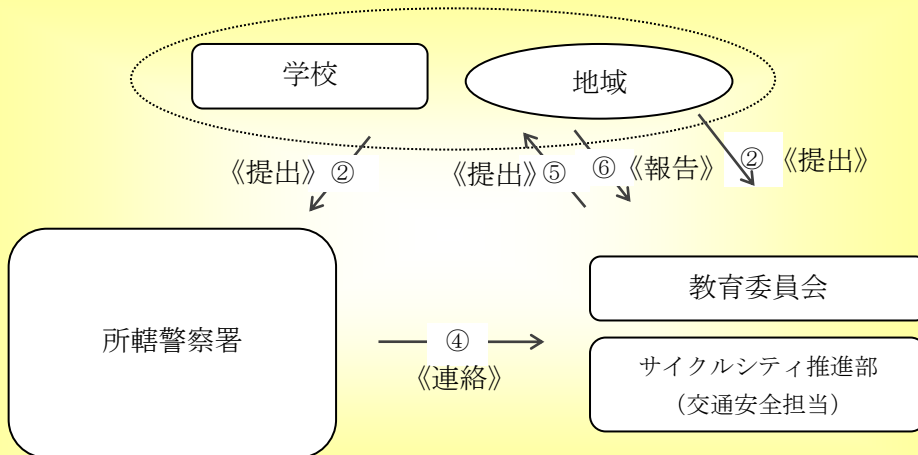 学校
地域
《提出》②
《提出》⑤
⑥《報告》
②《提出》
所轄警察署
④
《連絡》
教育委員会
サイクルシティ推進部
（交通安全担当）